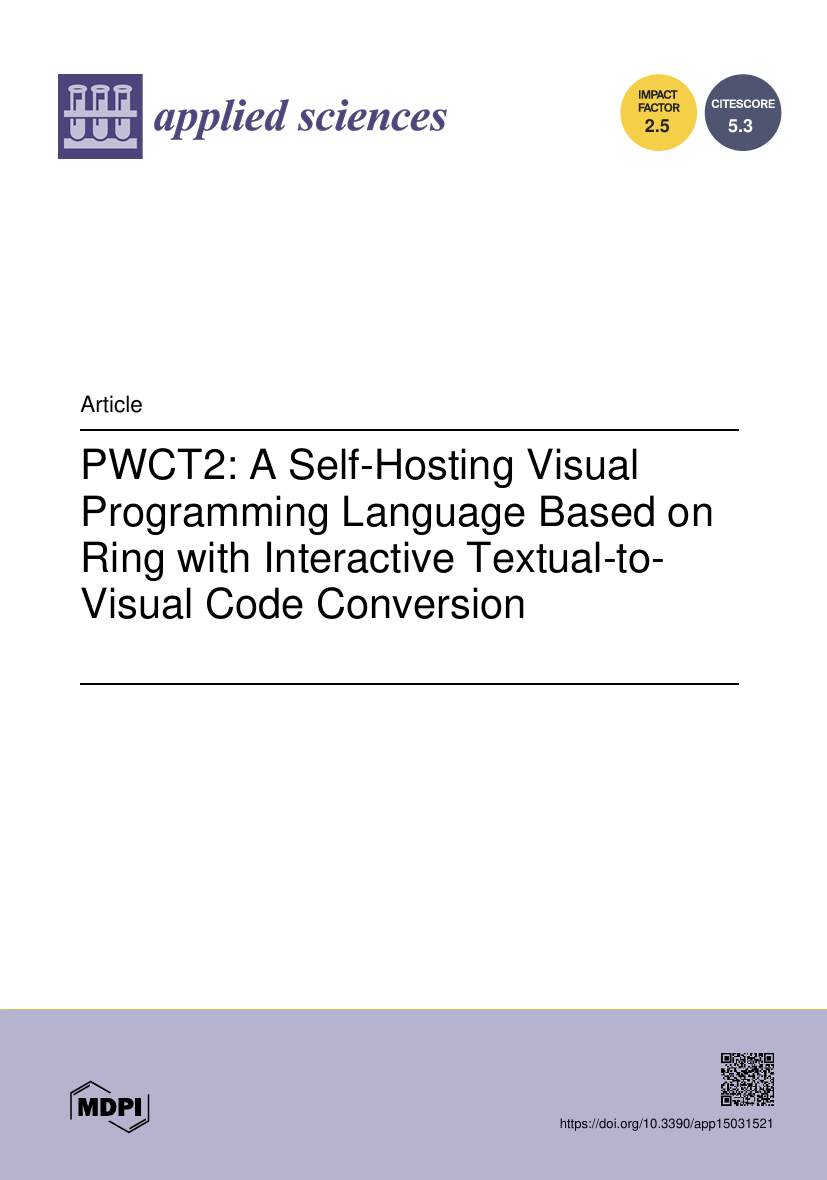 applied sciences
IMPACT
FACTOR
2.5
CITESCORE
5.3
Article
PWCT2: A Self-Hosting Visual
Programming Language Based on
Ring with Interactive Textual-to-
Visual Code Conversion
MDPI
https://doi.org/10.3390/app15031521